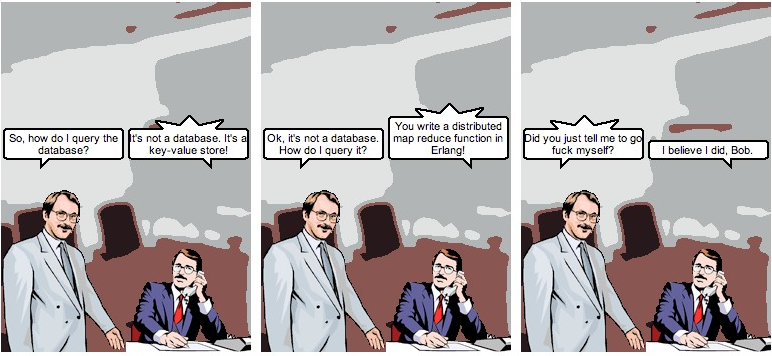 So, how do I query the
database?
It's not a database. It's a
key-value store!
Ok, it's not a database.
How do I query it?
You write a distributed
map reduce function in
Erlang!
Did you just tell me to go
fuck myself?
I believe I did, Bob.